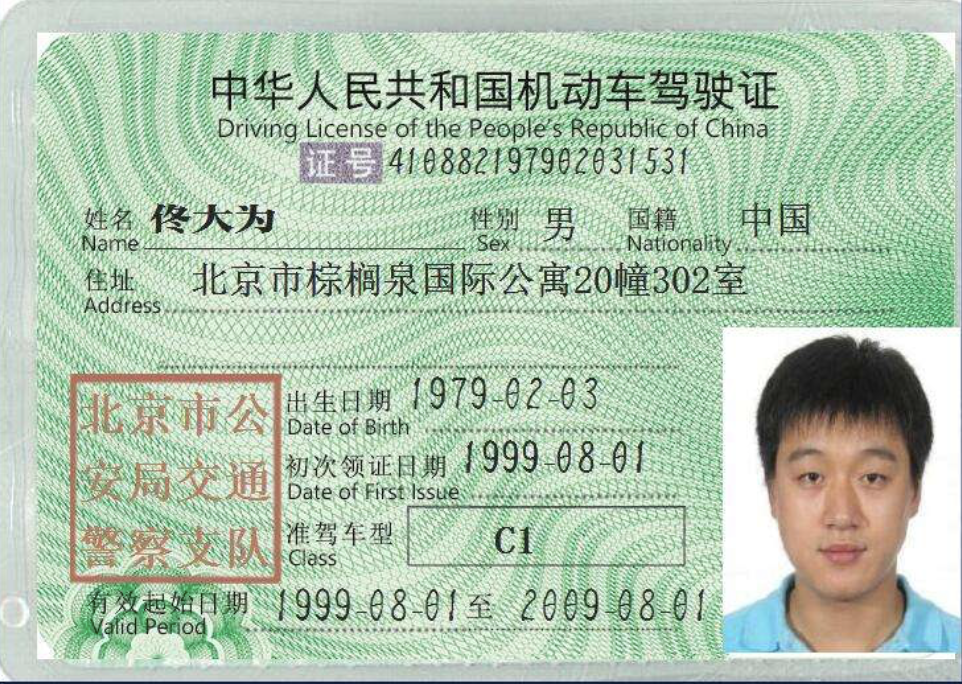 中华人民共和国机动车驾驶证
Driving License of the People's Republic of China
证号 410882197902031531
姓名 佟大为 性别 男 国籍 中国
Name Sex Nationality
住址 北京市棕榈泉国际公寓20幢302室
Address
北京市公
安局交通
警察支队
出生日期 1979-02-03
Date of Birth
初次领证日期 1999-08-01
Date of First Issue
准驾车型 C1
Class
有效起始日期 1999-08-01 至 2009-08-01
Valid Period